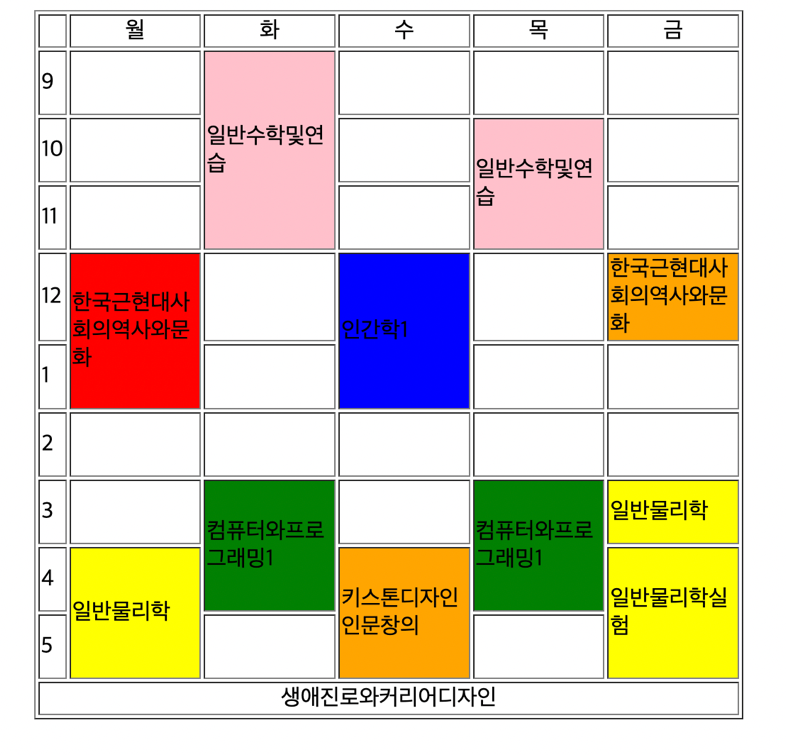 월 화 수 목 금
9
일반수학및연
습
10
일반수학및연
습
11
12
한국근현대사
회의역사와문
화
인간학1
한국근현대사
회의역사와문
화
1
2
3
컴퓨터와프로
그래밍1
컴퓨터와프로
그래밍1
일반물리학
4
일반물리학
키스톤디자인
인문창의
일반물리학실
험
5
생애진로와커리어디자인